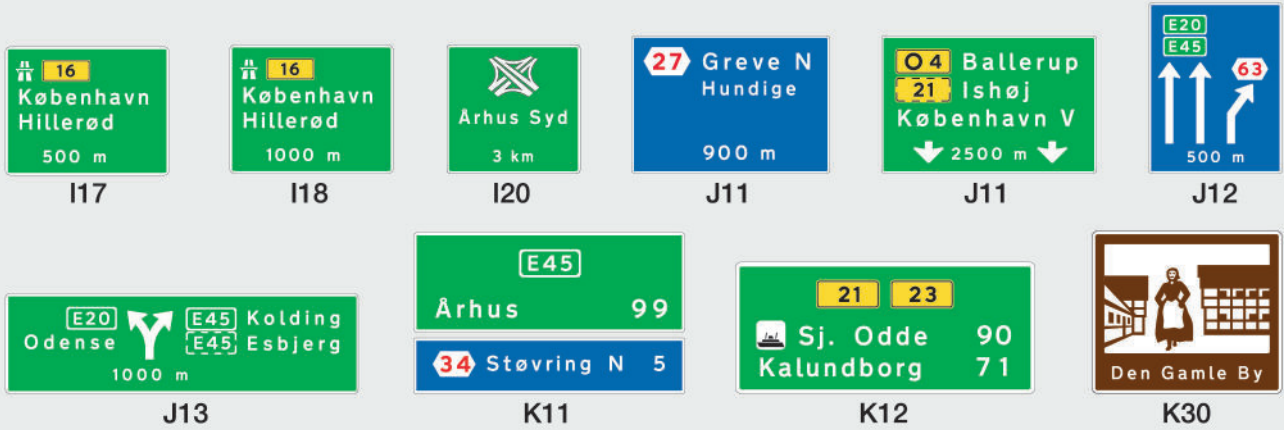 16
København
Hillerød
500 m
I17
16
København
Hillerød
1000 m
I18
Århus Syd
3 km
I20
27 Greve N
Hundige
900 m
J11
O4 Ballerup
21 Ishøj
København V
2500 m
J11
E20
E45
63
500 m
J12
E20 E45 Kolding
Odense E45 Esbjerg
1000 m
J13
E45
Århus 99
34 Støvring N 5
K11
21 23
Sj. Odde 90
Kalundborg 71
K12
Den Gamle By
K30